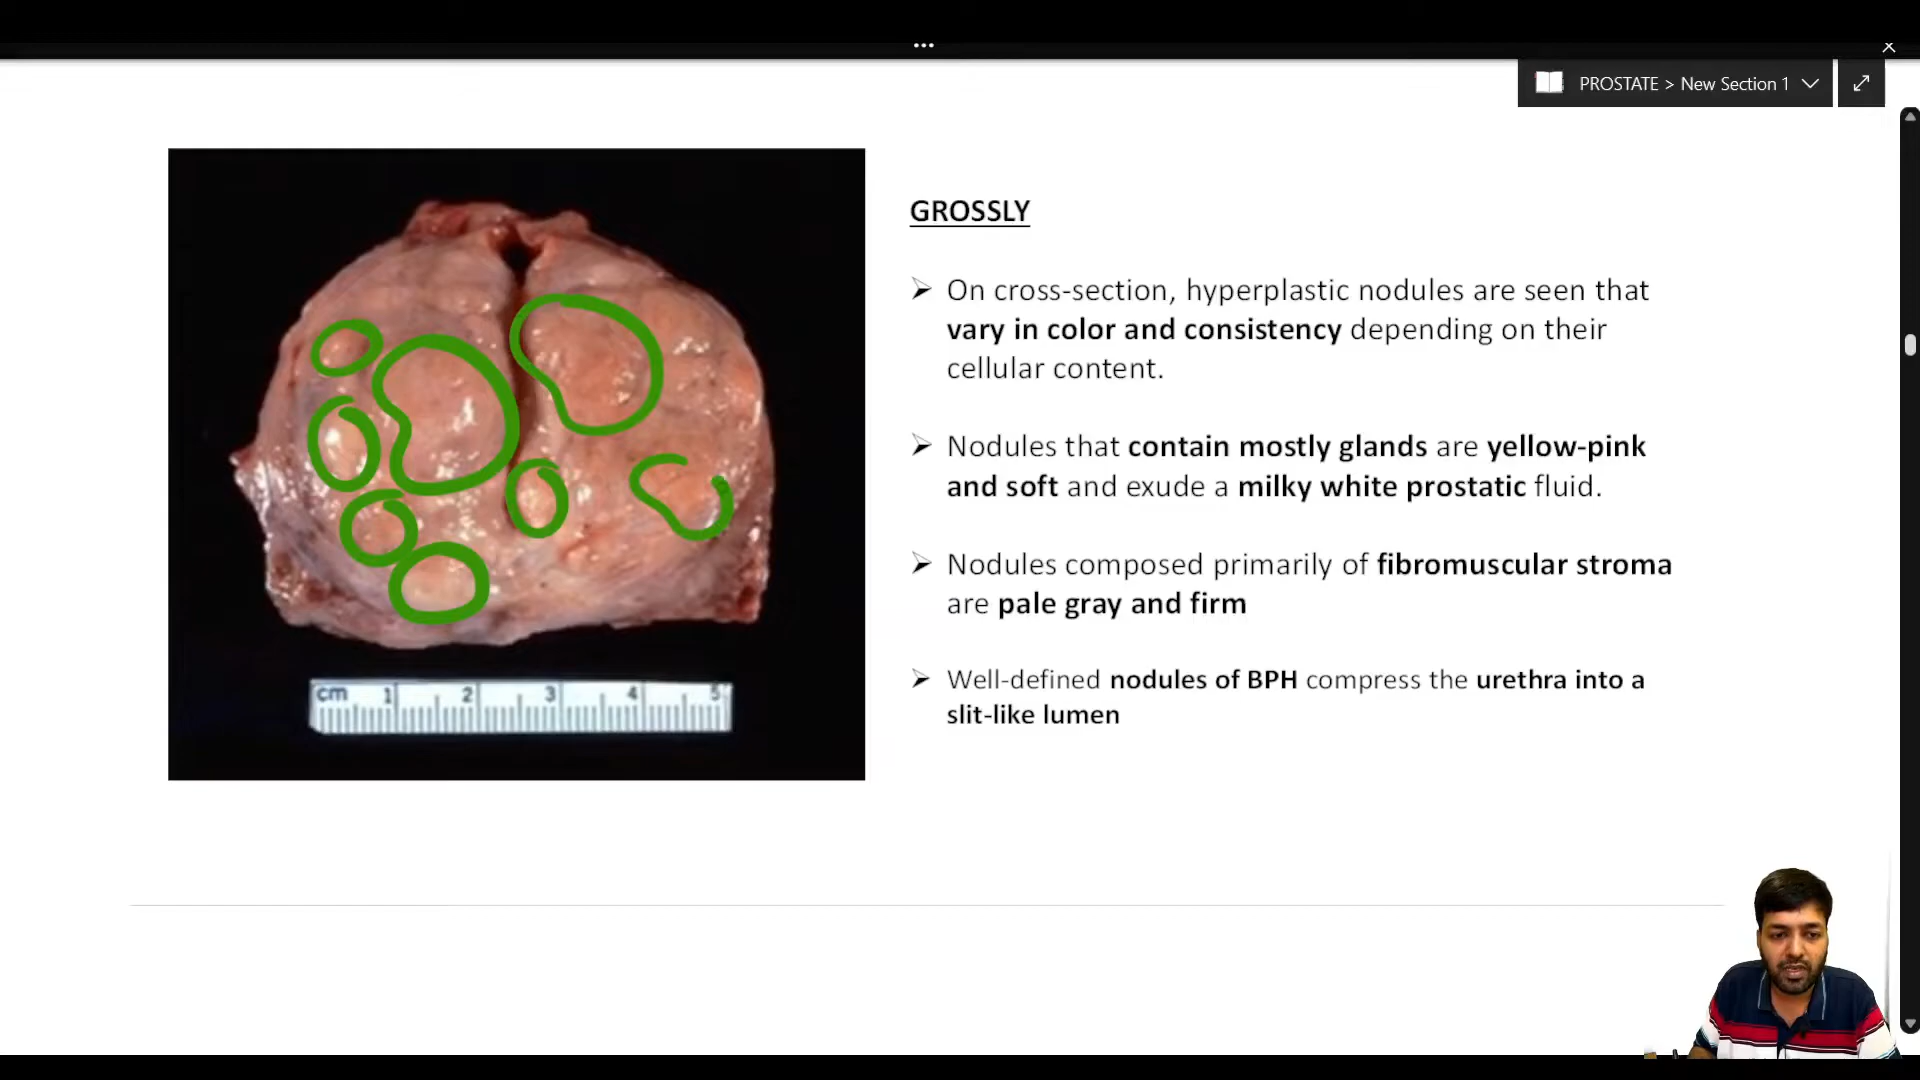 PROSTATE > New Section 1
GROSSLY
On cross-section, hyperplastic nodules are seen that
vary in color and consistency depending on their
cellular content.
Nodules that contain mostly glands are yellow-pink
and soft and exude a milky white prostatic fluid.
Nodules composed primarily of fibromuscular stroma
are pale gray and firm
Well-defined nodules of BPH compress the urethra into a
slit-like lumen
cm 1 2 3 4 5